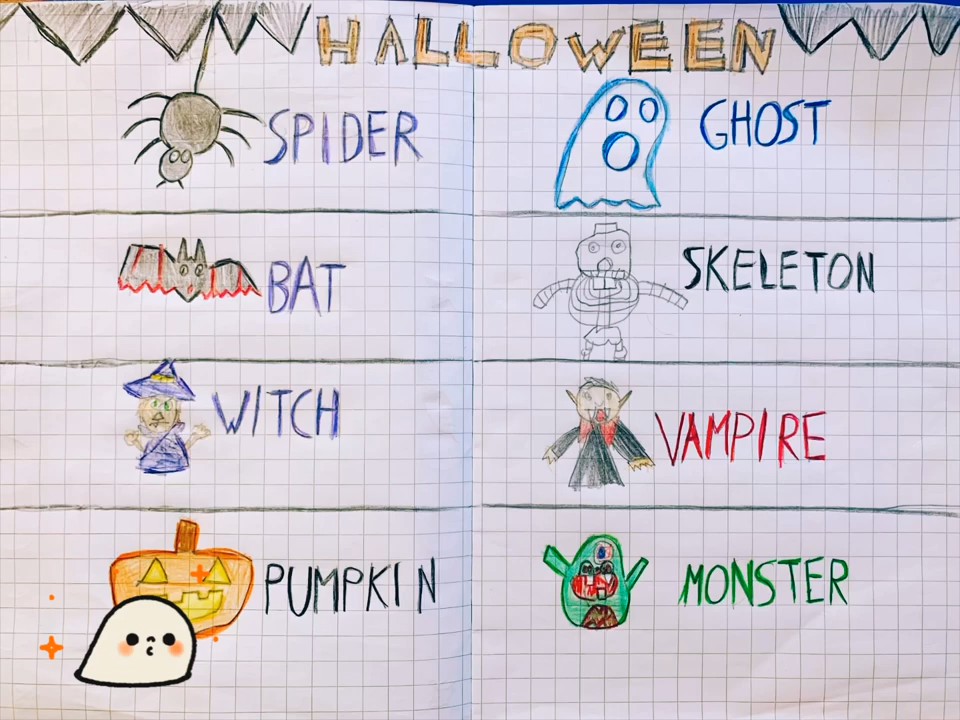 HALLOWEEN
SPIDER
BAT
WITCH
PUMPKIN
GHOST
SKELETON
VAMPIRE
MONSTER